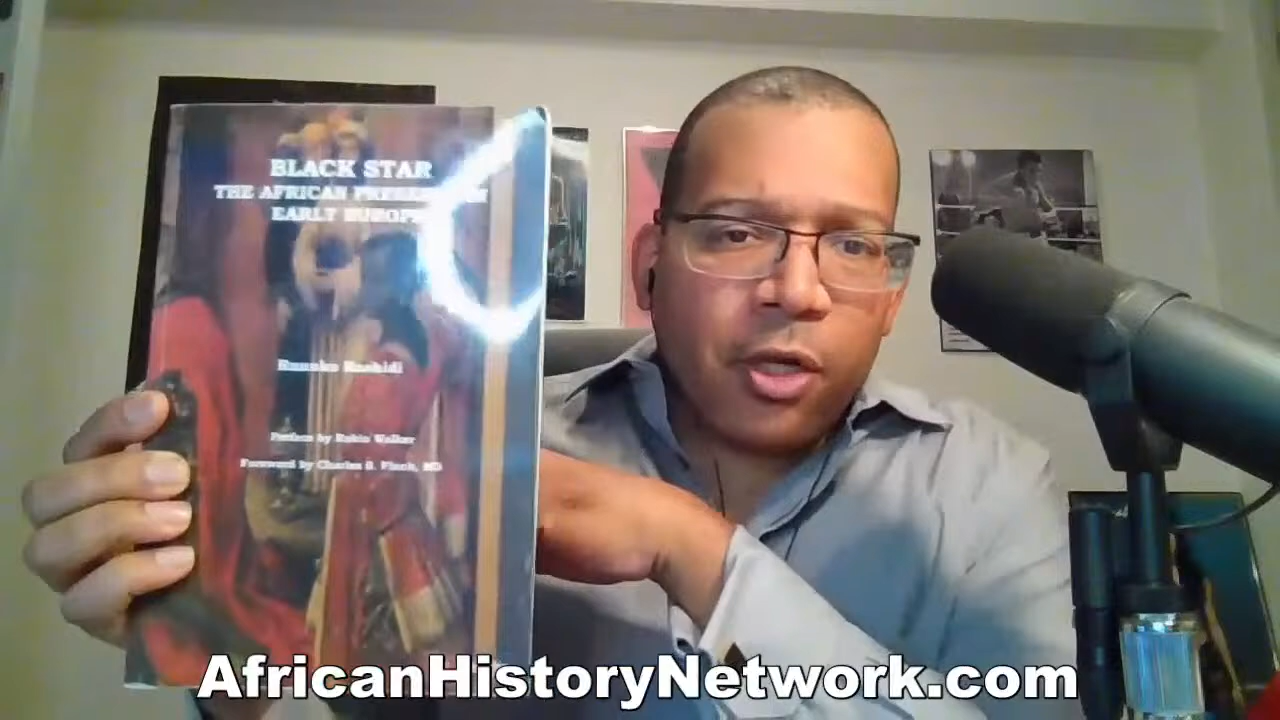 BLACK STAR
THE AFRICAN PRESENCE IN
EARLY EUROPE
Runoko Rashidi
Preface by Robin Walker
Foreword by Charles S. Finch, MD
AfricanHistoryNetwork.com